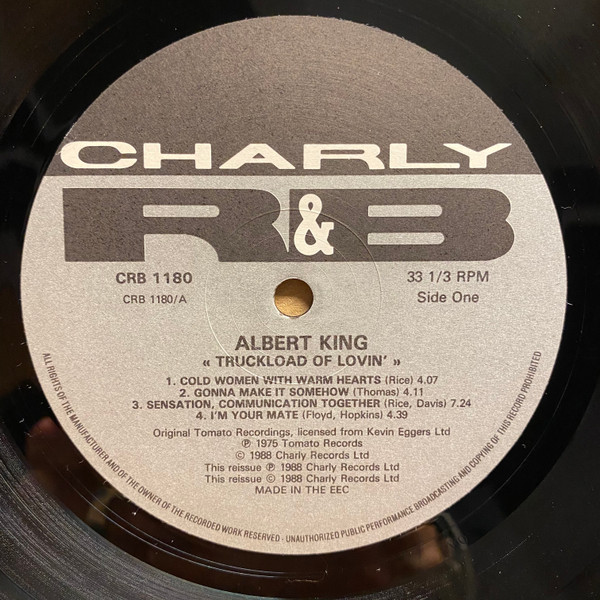 CHARLY
R&B
CRB 1180
33 1/3 RPM
CRB 1180/A
Side One
ALBERT KING
« TRUCKLOAD OF LOVIN' »
1. COLD WOMEN WITH WARM HEARTS (Rice) 4.07
2. GONNA MAKE IT SOMEHOW (Thomas) 4.11
3. SENSATION, COMMUNICATION TOGETHER (Rice, Davis) 7.24
4. I'M YOUR MATE (Floyd, Hopkins) 4.39
Original Tomato Recordings, licensed from Kevin Eggers Ltd
℗ 1975 Tomato Records
© 1988 Charly Records Ltd
This reissue ℗ 1988 Charly Records Ltd
This reissue © 1988 Charly Records Ltd
MADE IN THE EEC
ALL RIGHTS OF THE MANUFACTURER AND OF THE OWNER OF THE RECORDED WORK RESERVED - UNAUTHORIZED PUBLIC PERFORMANCE BROADCASTING AND COPYING OF THIS RECORD PROHIBITED